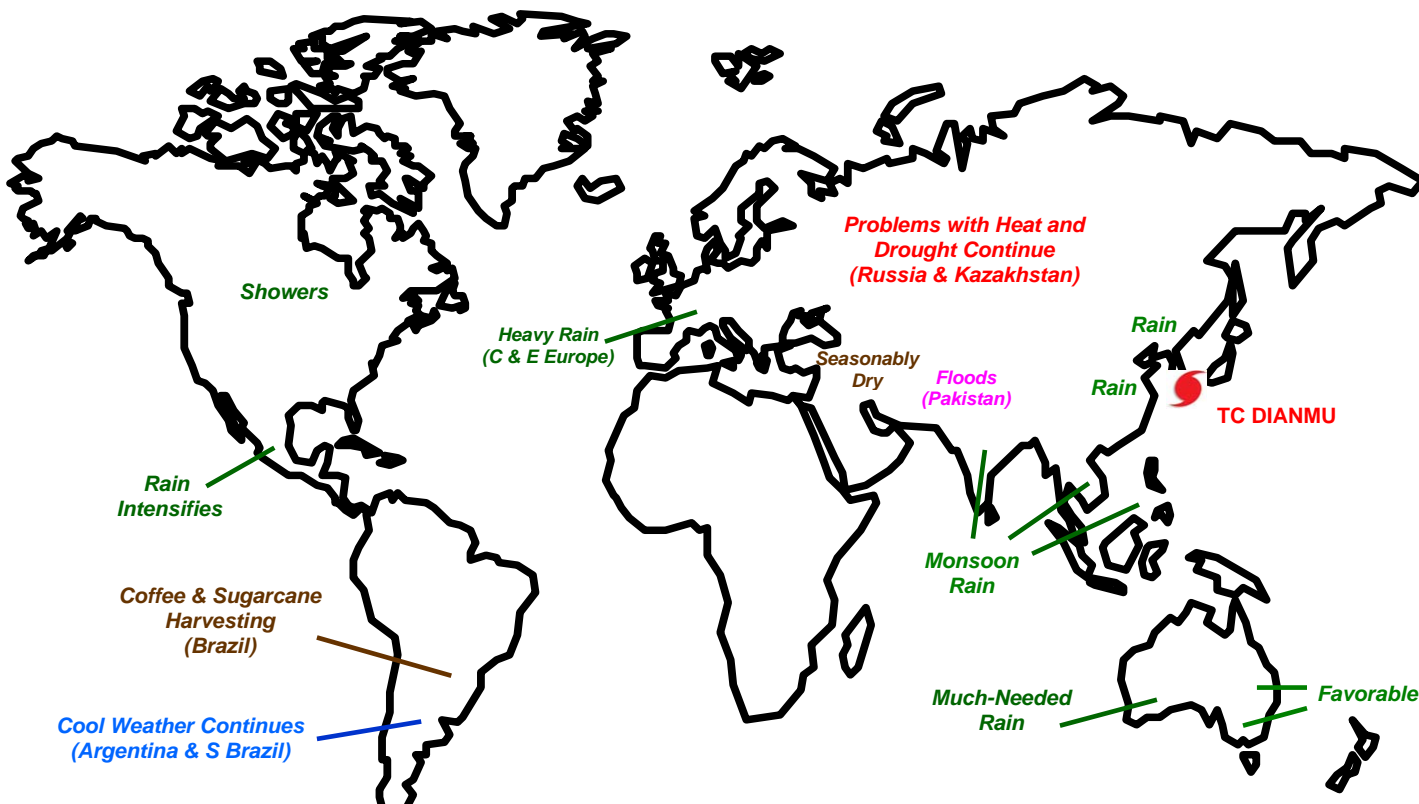 Problems with Heat and
Drought Continue
(Russia & Kazakhstan)
Showers
Rain
Heavy Rain
(C & E Europe)
Seasonably
Dry
Floods
(Pakistan)
Rain
TC DIANMU
Rain
Intensifies
Monsoon
Rain
Coffee & Sugarcane
Harvesting
(Brazil)
Much-Needed
Rain
Favorable
Cool Weather Continues
(Argentina & S Brazil)